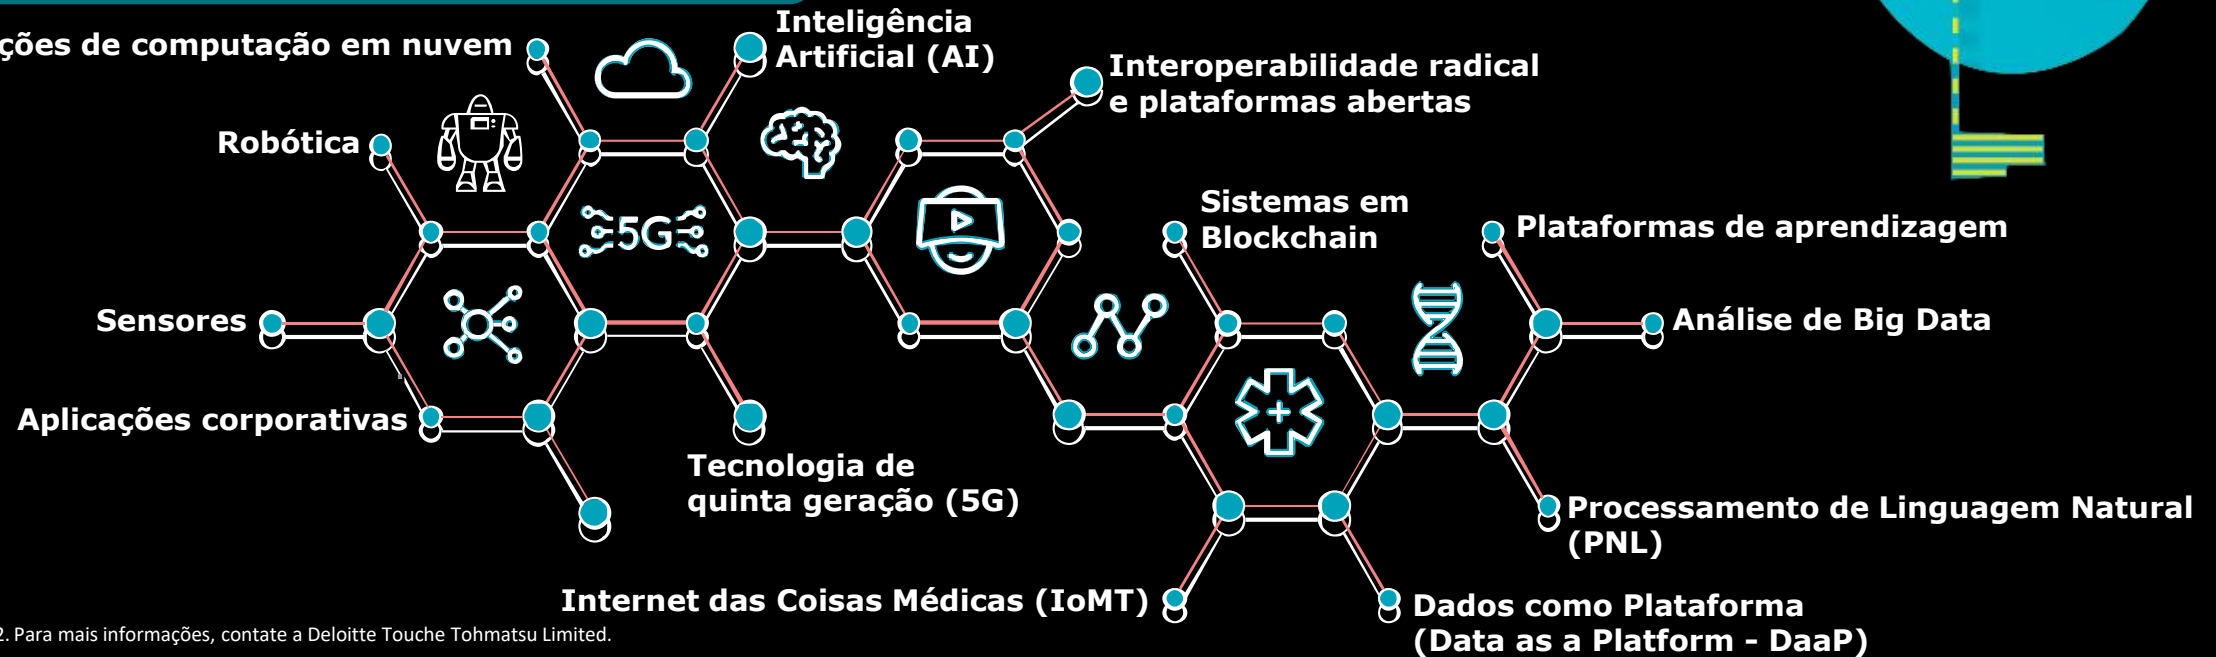 Inteligência
Artificial (AI)
ções de computação em nuvem
Interoperabilidade radical
e plataformas abertas
Robótica
5G
Sistemas em
Blockchain
Plataformas de aprendizagem
Sensores
Análise de Big Data
Aplicações corporativas
Tecnologia de
quinta geração (5G)
Processamento de Linguagem Natural
(PNL)
Internet das Coisas Médicas (IoMT)
Dados como Plataforma
(Data as a Platform - DaaP)
2. Para mais informações, contate a Deloitte Touche Tohmatsu Limited.